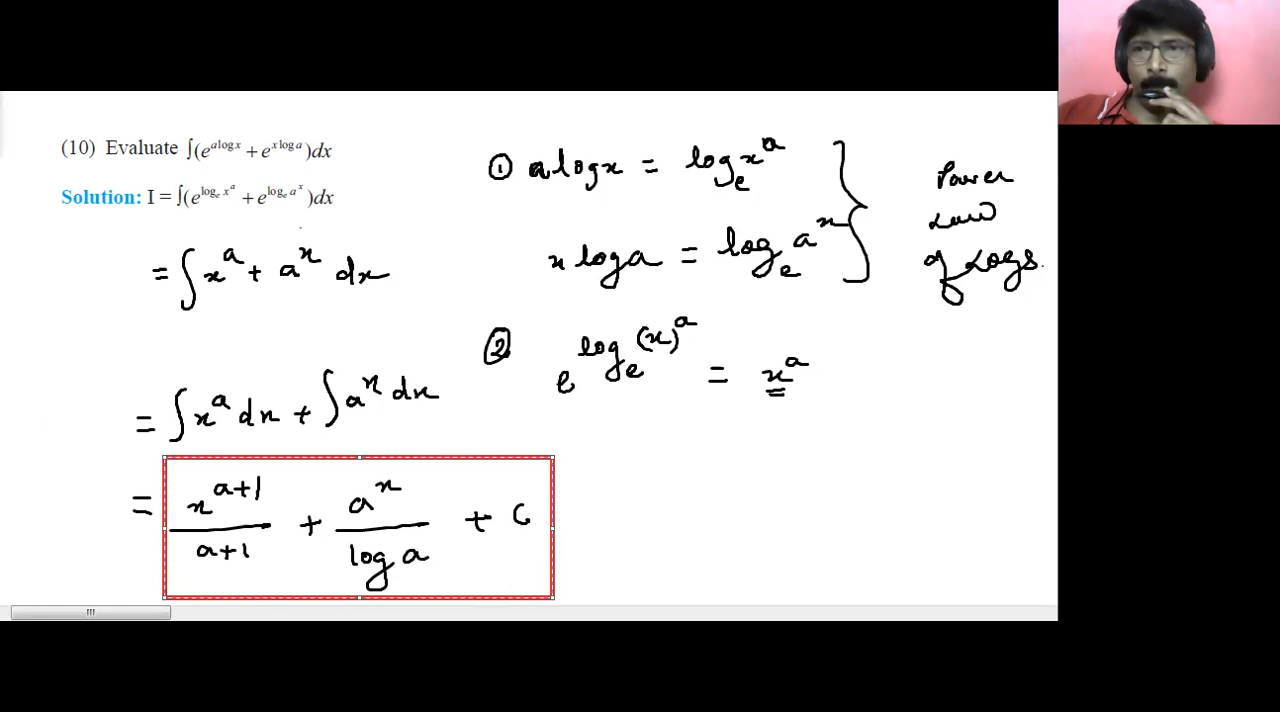 (10) Evaluate ∫(e^{a log x} + e^{x log a})dx
Solution: I = ∫(e^{log_e x^a} + e^{log_e a^x})dx
= ∫ x^a + a^x dx
= ∫ x^a dx + ∫ a^x dx
= x^{a+1}/a+1 + a^x/log a + C
① a log x = log_e x^a
x log a = log_e a^x
Power
Law
of Logs.
② e^{log_e (x)^a} = x^a